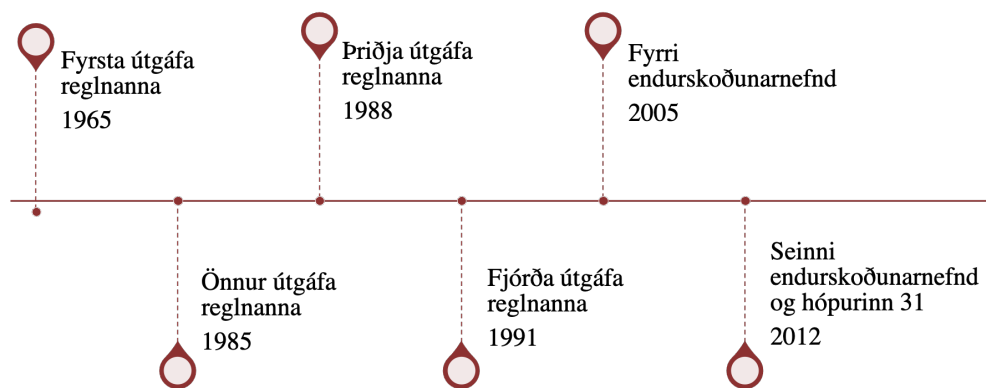 Fyrsta útgáfa
reglnanna
1965
Önnur útgáfa
reglnanna
1985
Þriðja útgáfa
reglnanna
1988
Fjórða útgáfa
reglnanna
1991
Fyrri
endurskoðunarnefnd
2005
Seinni
endurskoðunarnefnd
og hópurinn 31
2012